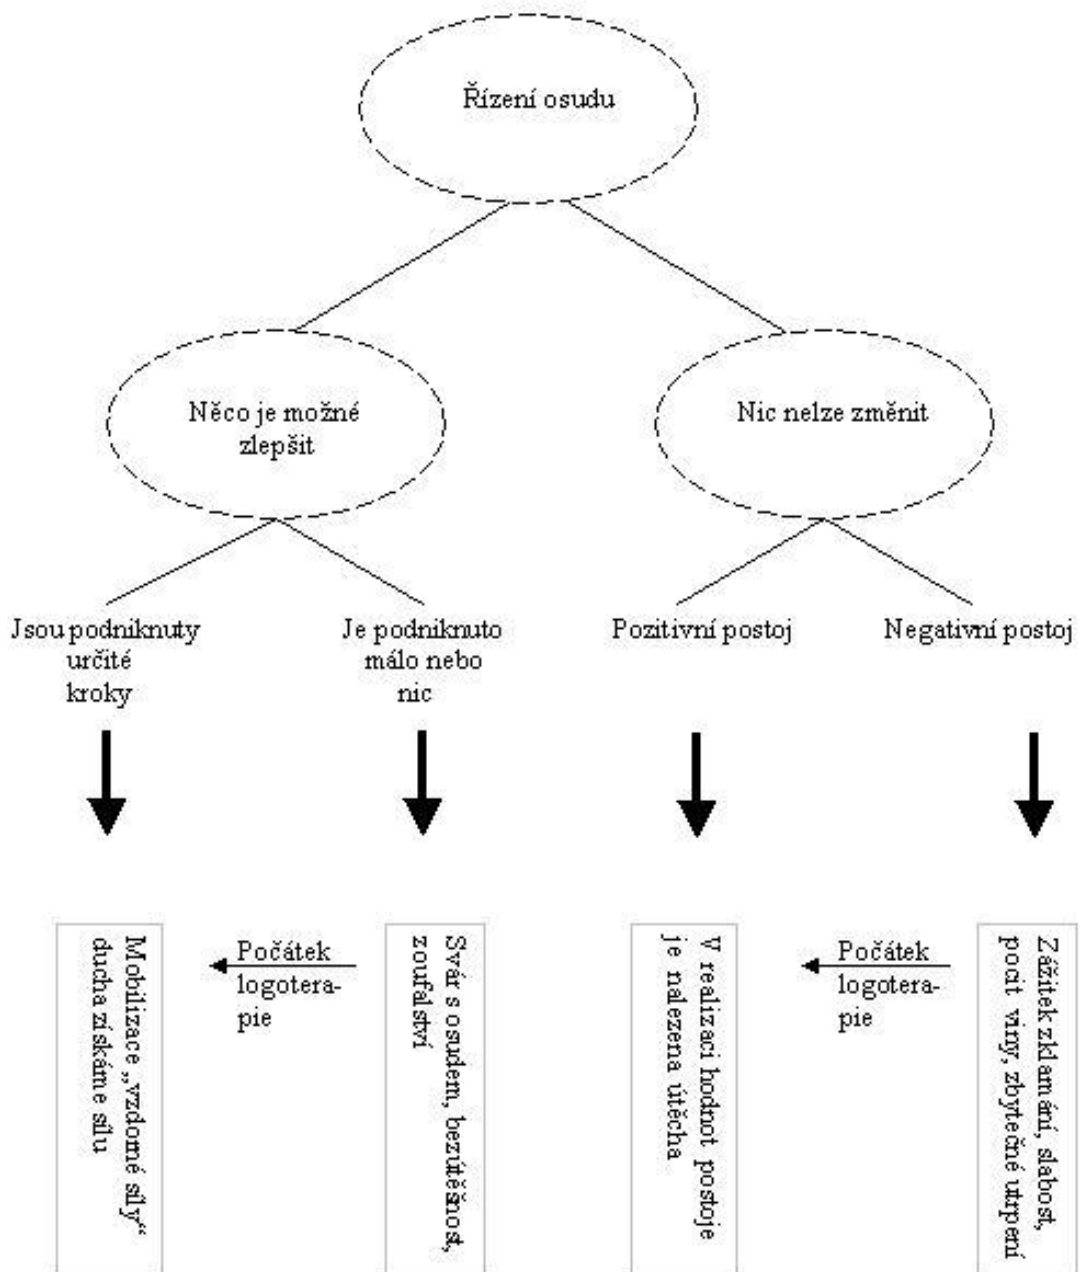 Řízení osudu
Něco je možné
zlepšit
Nic nelze změnit
Jsou podniknuty
určité
kroky
Je podniknuto
málo nebo
nic
Pozitivní postoj
Negativní postoj
Mobilizace „vzdorné síly“
ducha získáme sílu
Počátek
logotera-
pie
Svár s osudem, bezútěšnost,
zoufalství
V realizaci hodnot postoje
je nalezena útěcha
Počátek
logotera-
pie
Zážitek zklamání, slabost,
pocit viny, zbytečné utrpení